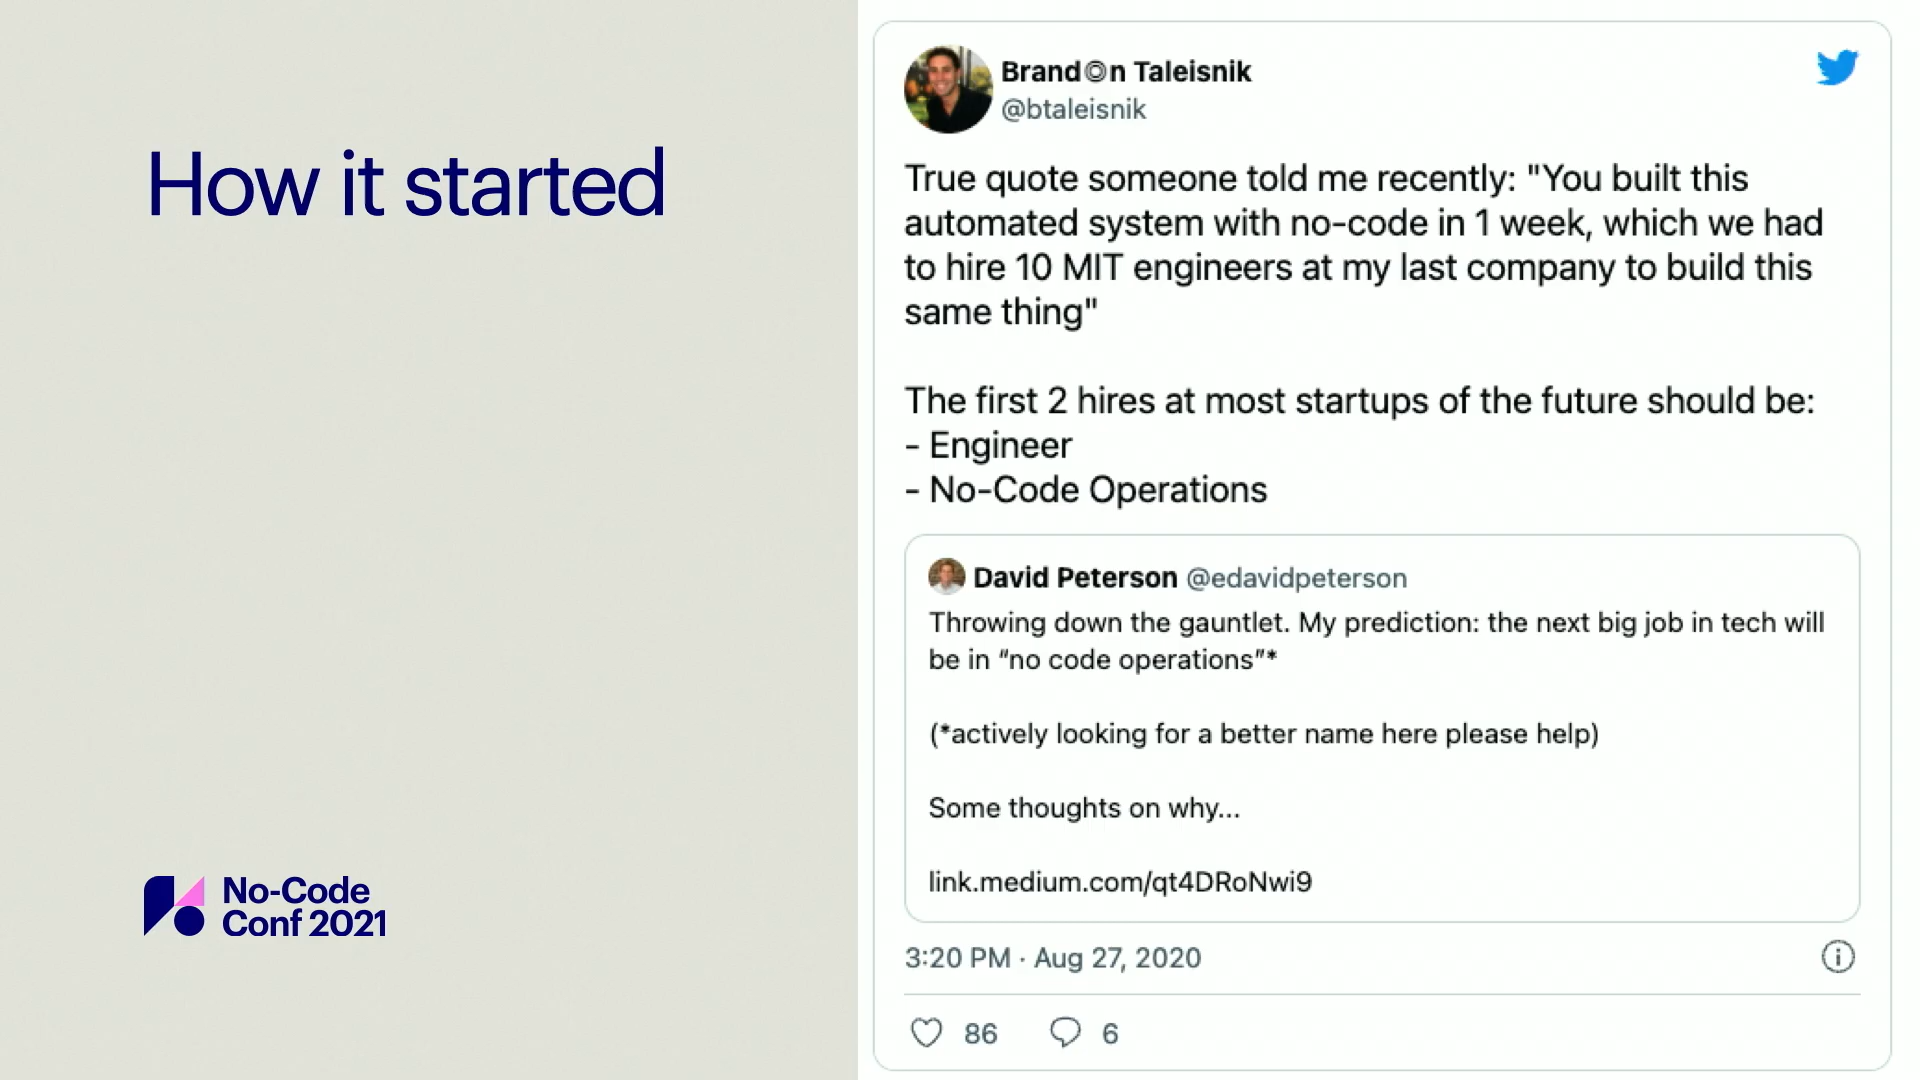 How it started
No-Code
Conf 2021
Brand◎n Taleisnik
@btaleisnik
True quote someone told me recently: "You built this
automated system with no-code in 1 week, which we had
to hire 10 MIT engineers at my last company to build this
same thing"
The first 2 hires at most startups of the future should be:
- Engineer
- No-Code Operations
David Peterson @edavidpeterson
Throwing down the gauntlet. My prediction: the next big job in tech will
be in “no code operations”*
(*actively looking for a better name here please help)
Some thoughts on why...
link.medium.com/qt4DRoNwi9
3:20 PM · Aug 27, 2020
86 6